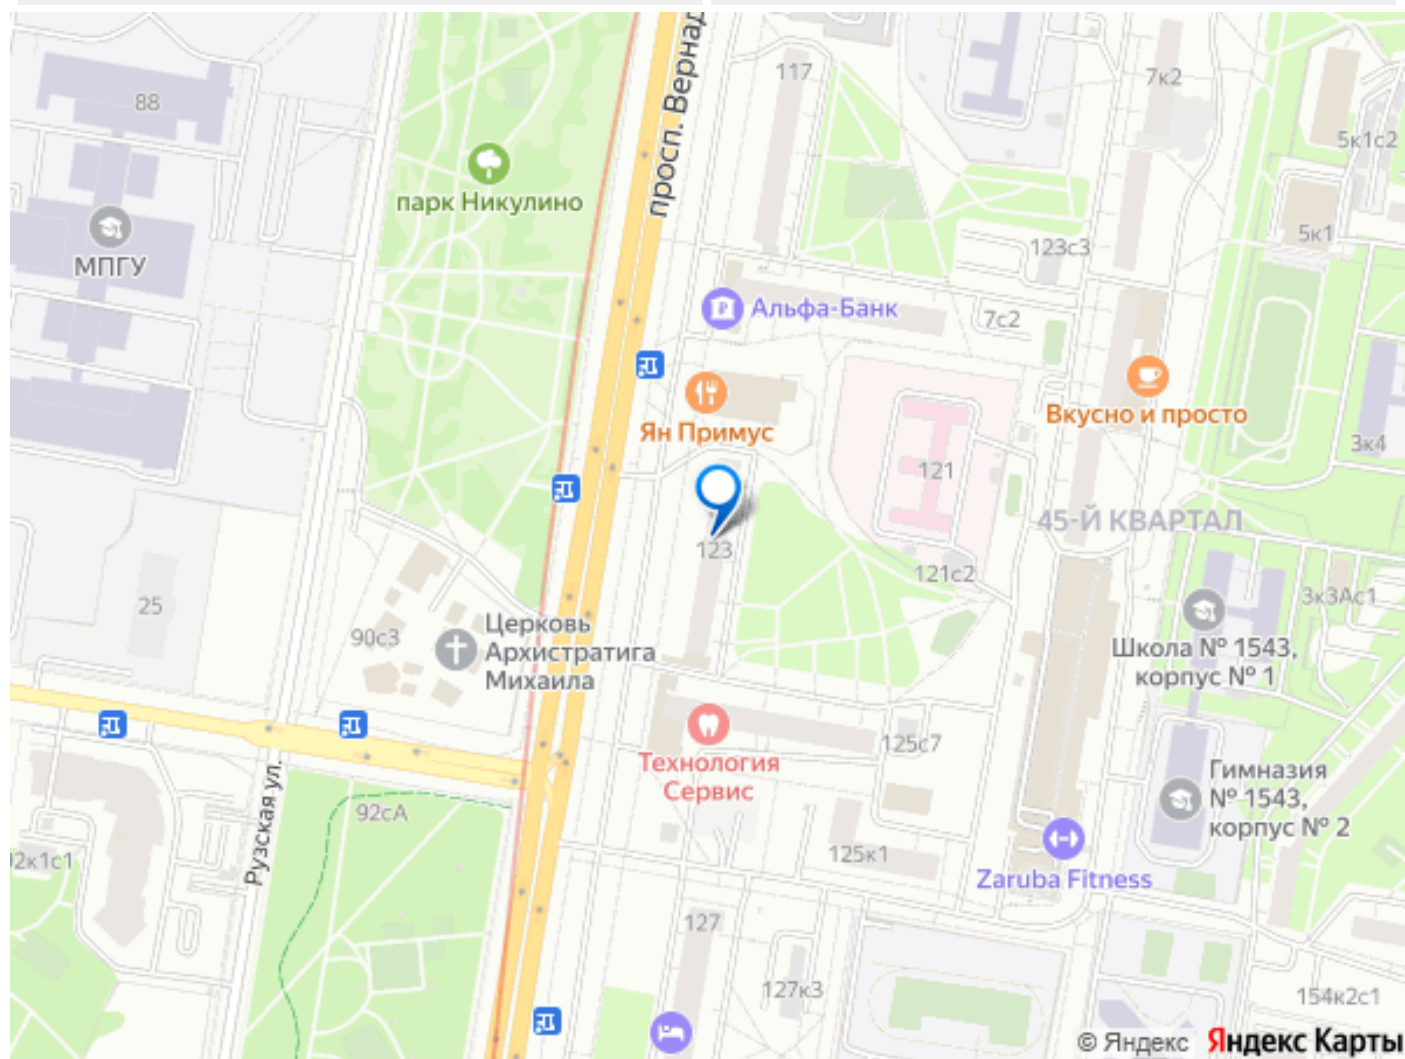 просп. Вернад
117
7к2
88
5к1с2
парк Никулино
5к1
123с3
МПГУ
Альфа-Банк
7с2
Ян Примус
Вкусно и просто
3к4
121
45-Й КВАРТАЛ
123
121с2
25
3к3Ас1
90с3
Церковь
Архистратига
Михаила
Школа № 1543,
корпус № 1
125с7
Технология
Сервис
Гимназия
№ 1543,
корпус № 2
92сА
Рузская ул.
92к1с1
125к1
Zaruba Fitness
127
127к3
154к2с1
© Яндекс Яндекс Карты